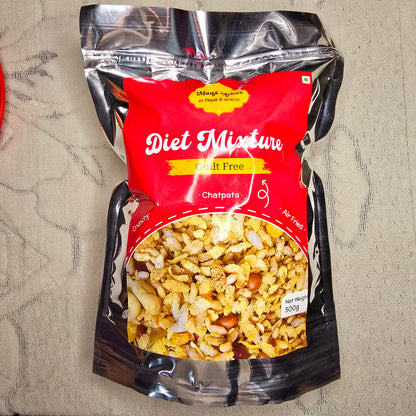 Diet Mixture
Guilt Free
· Chatpata ·
Crunchy
Air Fried
Net Weight
500g